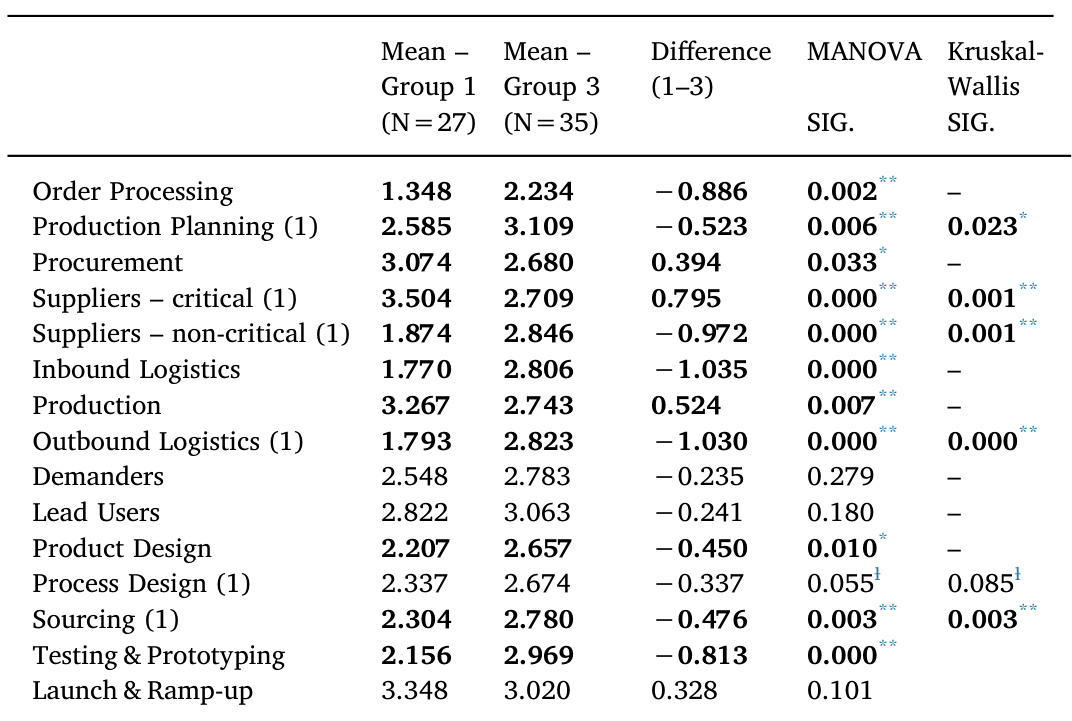 Mean – Group 1 (N=27) Mean – Group 3 (N=35) Difference (1–3) MANOVA SIG. Kruskal-Wallis SIG.
Order Processing 1.348 2.234 −0.886 0.002** –
Production Planning (1) 2.585 3.109 −0.523 0.006** 0.023*
Procurement 3.074 2.680 0.394 0.033* –
Suppliers – critical (1) 3.504 2.709 0.795 0.000** 0.001**
Suppliers – non-critical (1) 1.874 2.846 −0.972 0.000** 0.001**
Inbound Logistics 1.770 2.806 −1.035 0.000** –
Production 3.267 2.743 0.524 0.007** –
Outbound Logistics (1) 1.793 2.823 −1.030 0.000** 0.000**
Demanders 2.548 2.783 −0.235 0.279 –
Lead Users 2.822 3.063 −0.241 0.180 –
Product Design 2.207 2.657 −0.450 0.010* –
Process Design (1) 2.337 2.674 −0.337 0.055ƚ 0.085ƚ
Sourcing (1) 2.304 2.780 −0.476 0.003** 0.003**
Testing & Prototyping 2.156 2.969 −0.813 0.000**
Launch & Ramp-up 3.348 3.020 0.328 0.101